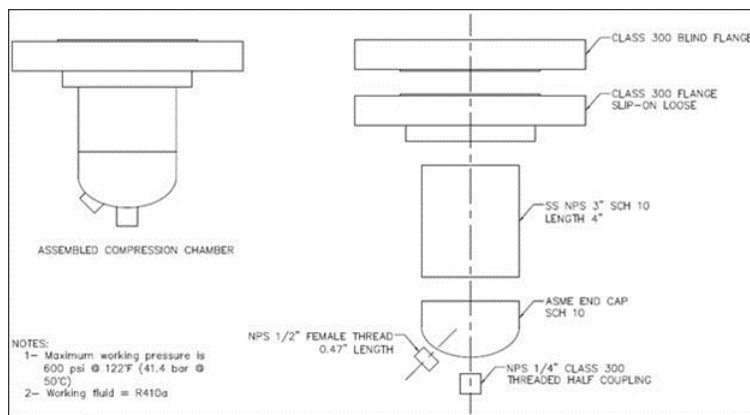 CLASS 300 BLIND FLANGE
CLASS 300 FLANGE
SLIP-ON LOOSE
SS NPS 3" SCH 10
LENGTH 4"
ASSEMBLED COMPRESSION CHAMBER
ASME END CAP
SCH 10
NPS 1/2" FEMALE THREAD
0.47" LENGTH
NPS 1/4" CLASS 300
THREADED HALF COUPLING
NOTES:
1- Maximum working pressure is
600 psi @ 122°F (41.4 bar @
50°C)
2- Working fluid = R410a